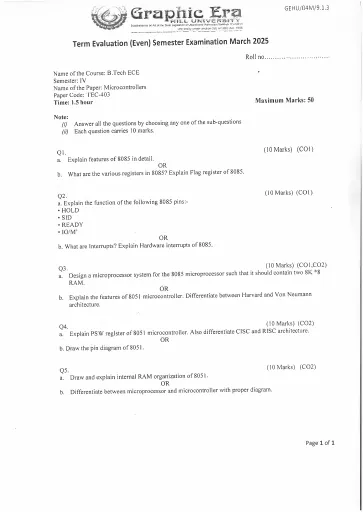 GEHU/04M/9.1.3
Graphic Era
HILL UNIVERSITY
Term Evaluation (Even) Semester Examination March 2025
Roll no.
Name of the Course: B.Tech ECE
Semester: IV
Name of the Paper: Microcontrollers
Paper Code: TEC-403
Time: 1.5 hour Maximum Marks: 50
Note:
(i) Answer all the questions by choosing any one of the sub-questions
(ii) Each question carries 10 marks.
Q1. (10 Marks) (CO1)
a. Explain features of 8085 in detail.
OR
b. What are the various registers in 8085? Explain Flag register of 8085.
Q2. (10 Marks) (CO1)
a. Explain the function of the following 8085 pins:-
• HOLD
• SID
• READY
• IO/M'
OR
b. What are Interrupts? Explain Hardware interrupts of 8085.
Q3. (10 Marks) (CO1,CO2)
a. Design a microprocessor system for the 8085 microprocessor such that it should contain two 8K *8
RAM.
OR
b. Explain the features of 8051 microcontroller. Differentiate between Harvard and Von Neumann
architecture.
Q4. (10 Marks) (CO2)
a. Explain PSW register of 8051 microcontroller. Also differentiate CISC and RISC architecture.
OR
b. Draw the pin diagram of 8051.
Q5. (10 Marks) (CO2)
a. Draw and explain internal RAM organization of 8051.
OR
b. Differentiate between microprocessor and microcontroller with proper diagram.
Page 1 of 1